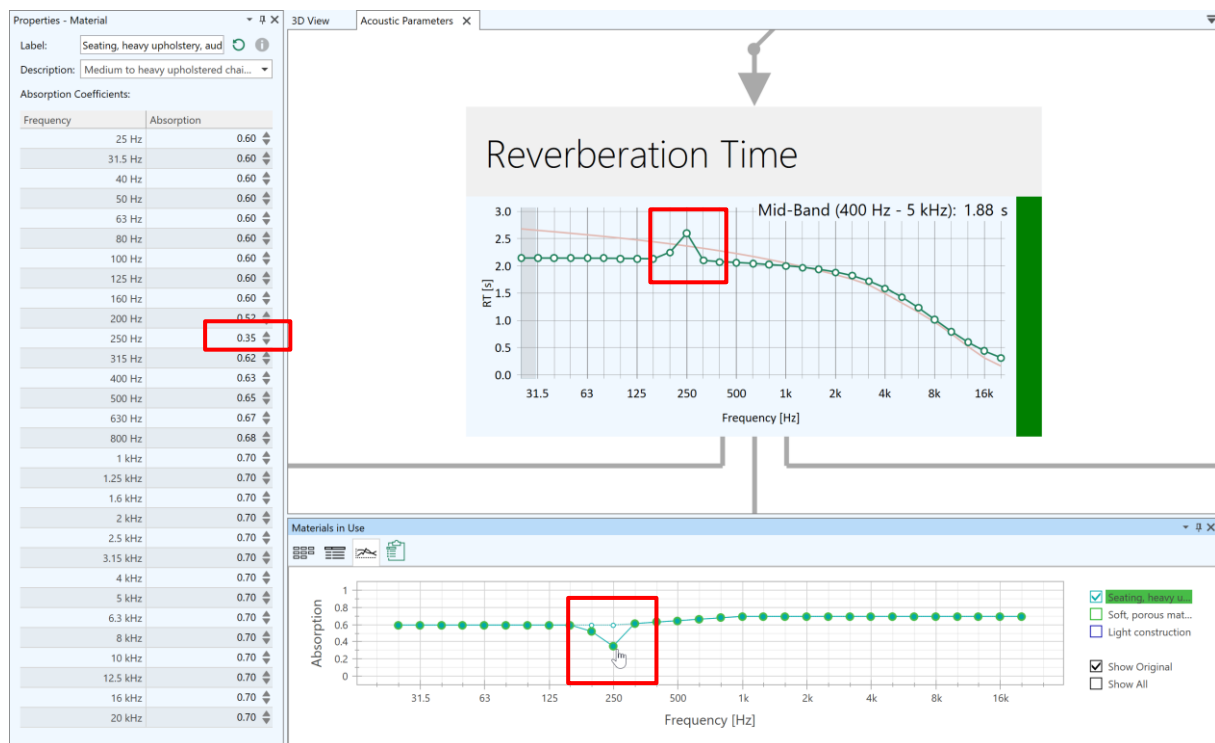 Properties - Material
Label: Seating, heavy upholstery, aud
Description: Medium to heavy upholstered chai...
Absorption Coefficients:
Frequency Absorption
25 Hz 0.60
31.5 Hz 0.60
40 Hz 0.60
50 Hz 0.60
63 Hz 0.60
80 Hz 0.60
100 Hz 0.60
125 Hz 0.60
160 Hz 0.60
200 Hz 0.52
250 Hz 0.35
315 Hz 0.62
400 Hz 0.63
500 Hz 0.65
630 Hz 0.67
800 Hz 0.68
1 kHz 0.70
1.25 kHz 0.70
1.6 kHz 0.70
2 kHz 0.70
2.5 kHz 0.70
3.15 kHz 0.70
4 kHz 0.70
5 kHz 0.70
6.3 kHz 0.70
8 kHz 0.70
10 kHz 0.70
12.5 kHz 0.70
16 kHz 0.70
20 kHz 0.70
3D View Acoustic Parameters
Reverberation Time
Mid-Band (400 Hz - 5 kHz): 1.88 s
RT [s]
3.0
2.5
2.0
1.5
1.0
0.5
0.0
31.5 63 125 250 500 1k 2k 4k 8k 16k
Frequency [Hz]
Materials in Use
Absorption
1
0.8
0.6
0.4
0.2
0
31.5 63 125 250 500 1k 2k 4k 8k 16k
Frequency [Hz]
Seating, heavy u...
Soft, porous mat...
Light construction
Show Original
Show All